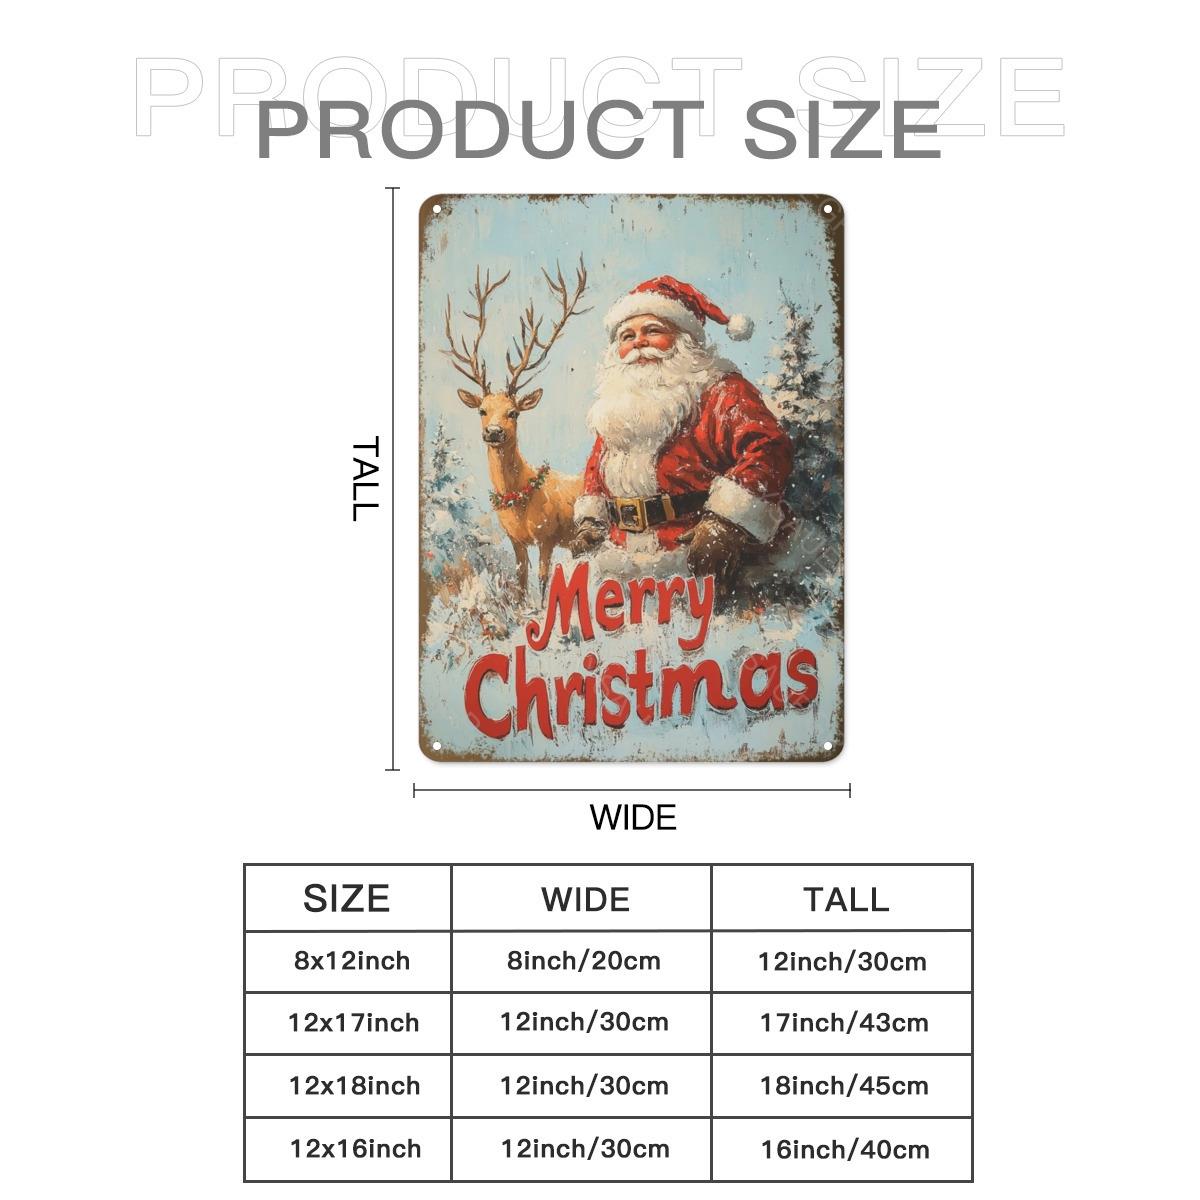 PRODUCT SIZE
PRODUCT SIZE
TALL
Merry
Christmas
WIDE
SIZE WIDE TALL
8x12inch 8inch/20cm 12inch/30cm
12x17inch 12inch/30cm 17inch/43cm
12x18inch 12inch/30cm 18inch/45cm
12x16inch 12inch/30cm 16inch/40cm